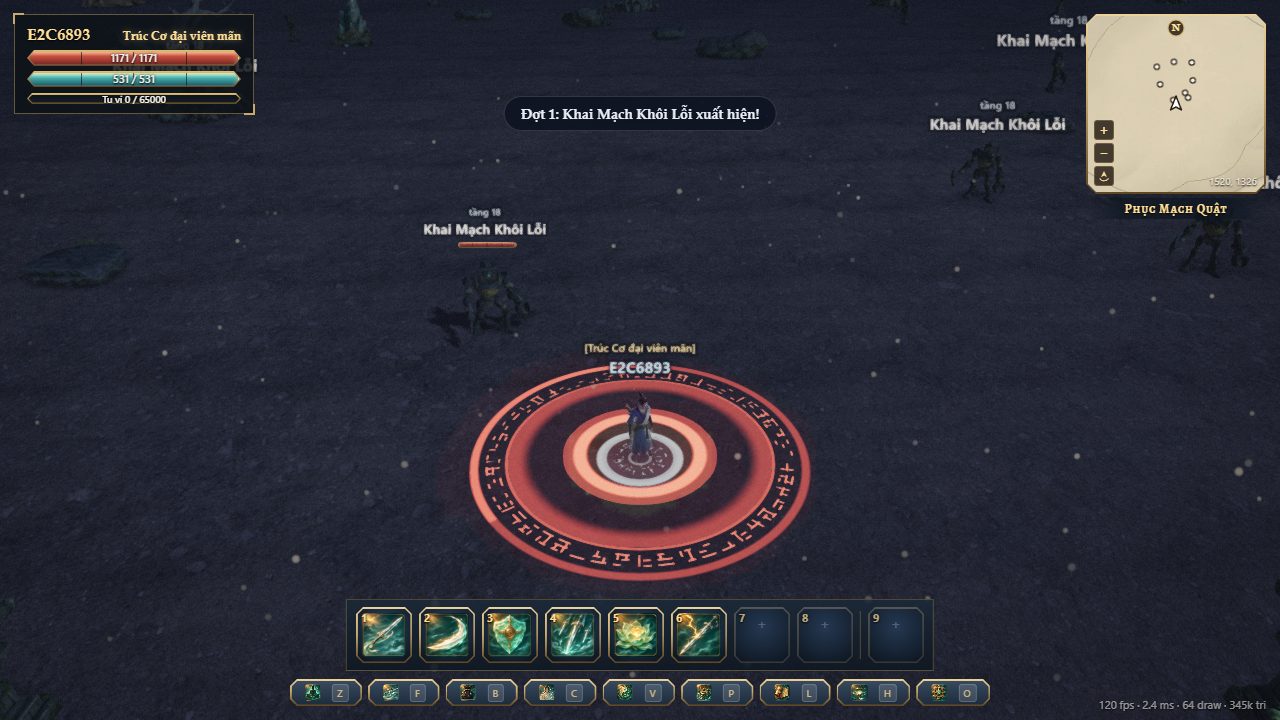 E2C6893 Trúc Cơ đại viên mãn
1171 / 1171
531 / 531
Tu vi 0 / 65000
Đợt 1: Khai Mạch Khôi Lỗi xuất hiện!
tầng 18
Khai Mạch K
tầng 18
Khai Mạch Khôi Lỗi
N
+
−
1520, 1326
Phục Mạch Quật
tầng 18
Khai Mạch Khôi Lỗi
[Trúc Cơ đại viên mãn]
E2C6893
1 2 3 4 5 6 7 8 9
+ + +
Z F B C V P L H O
120 fps · 2.4 ms · 64 draw · 345k tri